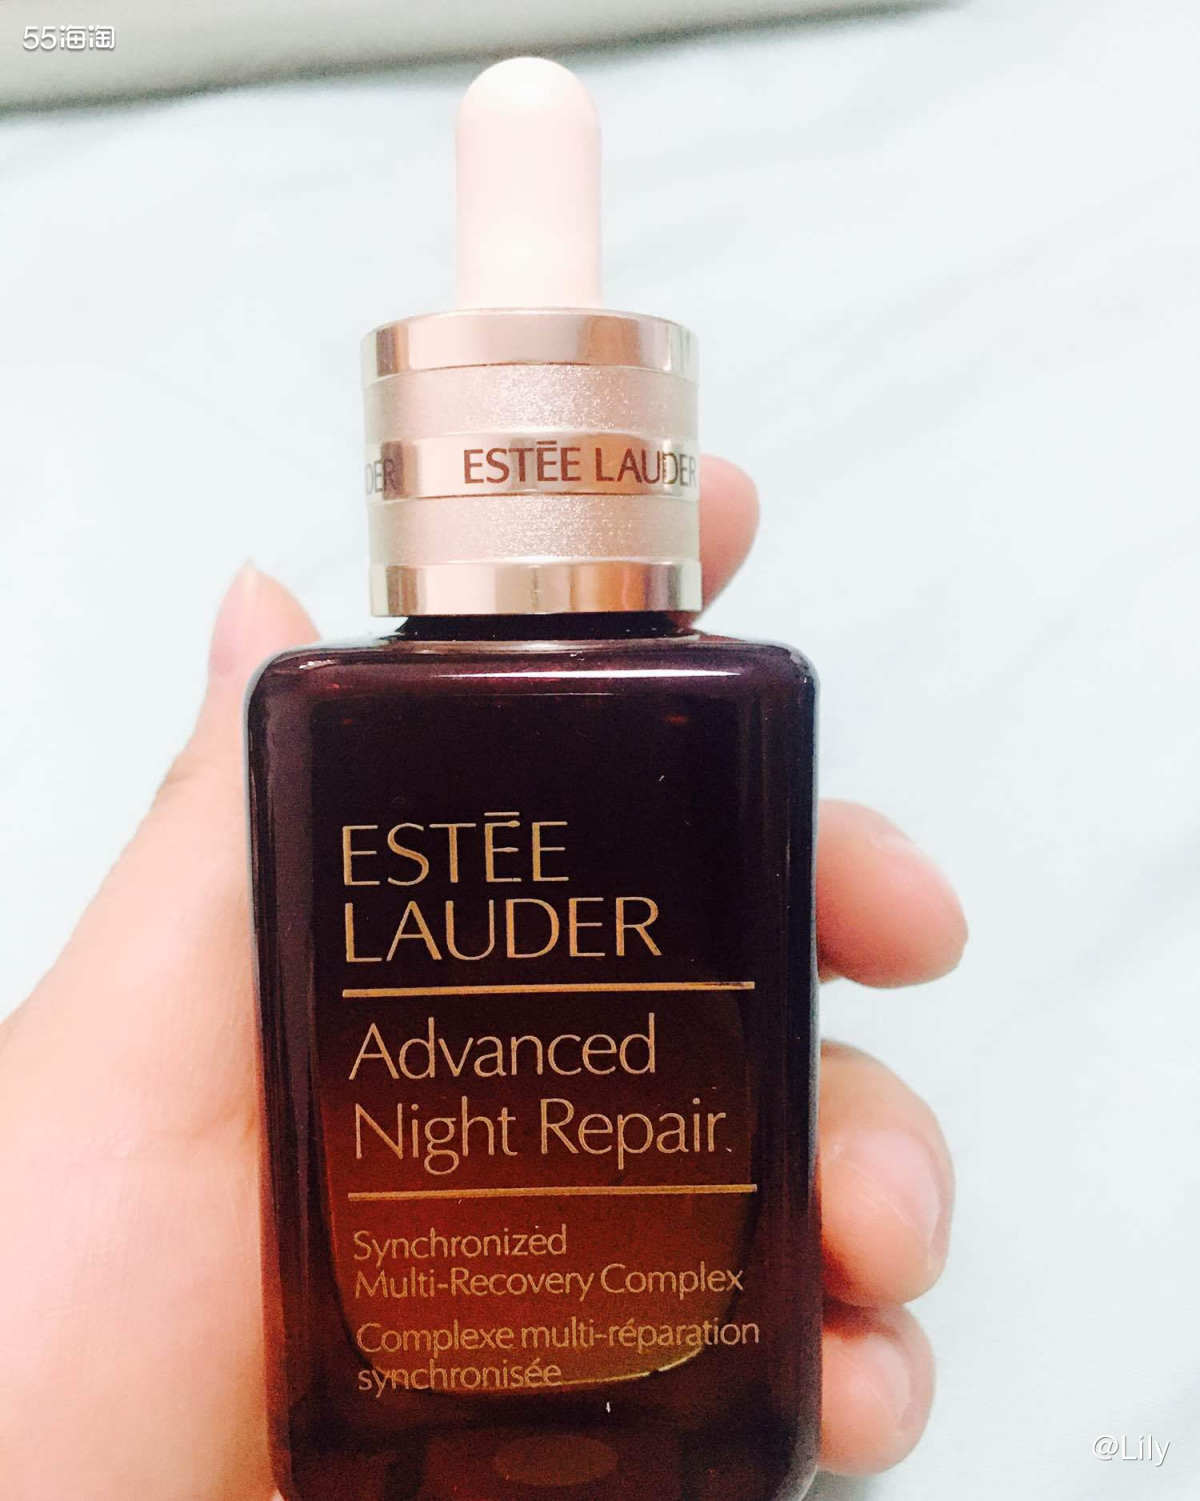 55海淘
DER ESTĒE LAUDER
ESTĒE
LAUDER
Advanced
Night Repair
Synchronized
Multi-Recovery Complex
Complexe multi-réparation
synchronisée
@Lily